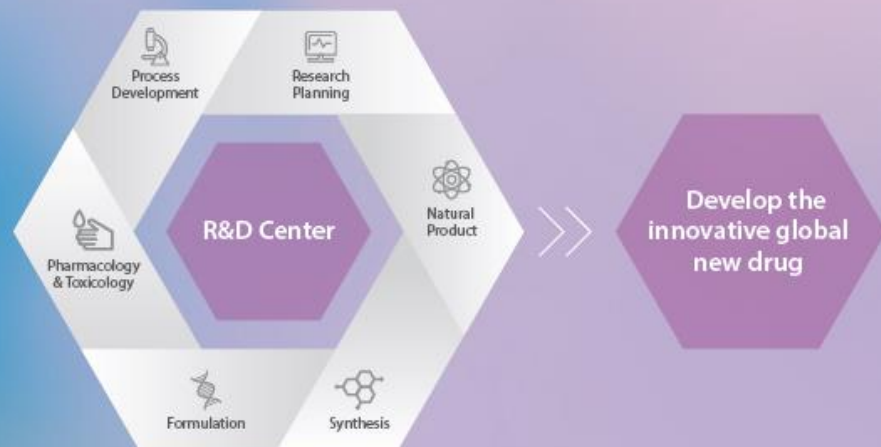 Process
Development
Research
Planning
Natural
Product
R&D Center
Pharmacology
& Toxicology
Formulation
Synthesis
Develop the
innovative global
new drug